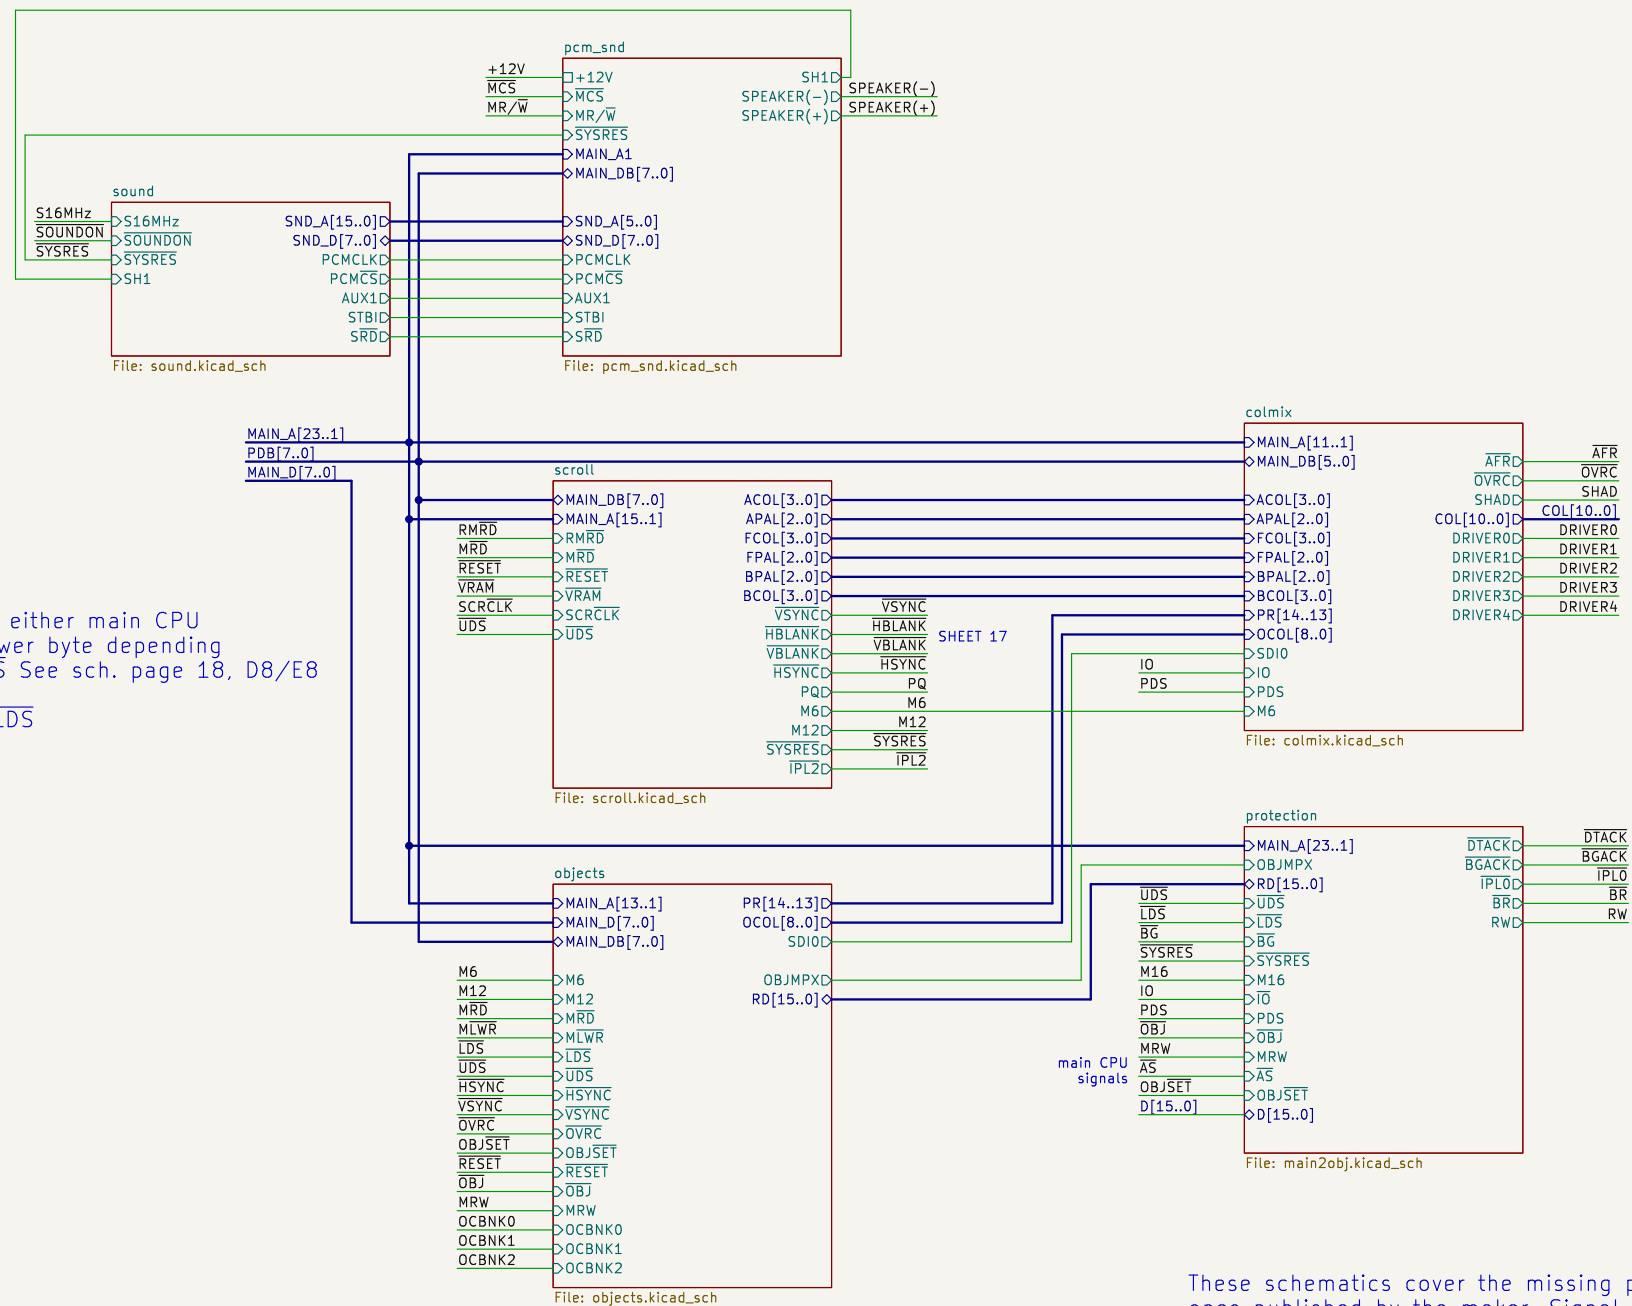 pcm_snd
+12V
MCS
MR/W
+12V
MCS
MR/W
SYSRES
MAIN_A1
MAIN_DB[7..0]
SND_A[5..0]
SND_D[7..0]
PCMCLK
PCMCS
AUX1
STBI
SRD
SH1
SPEAKER(-)
SPEAKER(+)
SPEAKER(-)
SPEAKER(+)
File: pcm_snd.kicad_sch
sound
S16MHz
SOUNDON
SYSRES
S16MHz
SOUNDON
SYSRES
SH1
SND_A[15..0]
SND_D[7..0]
PCMCLK
PCMCS
AUX1
STBI
SRD
File: sound.kicad_sch
MAIN_A[23..1]
PDB[7..0]
MAIN_D[7..0]
scroll
RMRD
MRD
RESET
VRAM
SCRCLK
UDS
MAIN_DB[7..0]
MAIN_A[15..1]
RMRD
MRD
RESET
VRAM
SCRCLK
UDS
ACOL[3..0]
APAL[2..0]
FCOL[3..0]
FPAL[2..0]
BPAL[2..0]
BCOL[3..0]
VSYNC
HBLANK
VBLANK
HSYNC
PQ
M6
M12
SYSRES
IPL2
VSYNC
HBLANK
VBLANK
HSYNC
PQ
M6
M12
SYSRES
IPL2
SHEET 17
File: scroll.kicad_sch
colmix
MAIN_A[11..1]
MAIN_DB[5..0]
ACOL[3..0]
APAL[2..0]
FCOL[3..0]
FPAL[2..0]
BPAL[2..0]
BCOL[3..0]
PR[14..13]
OCOL[8..0]
SDI0
IO
PDS
M6
IO
PDS
AFR
OVRC
SHAD
COL[10..0]
DRIVER0
DRIVER1
DRIVER2
DRIVER3
DRIVER4
AFR
OVRC
SHAD
COL[10..0]
DRIVER0
DRIVER1
DRIVER2
DRIVER3
DRIVER4
File: colmix.kicad_sch
either main CPU
wer byte depending
S See sch. page 18, D8/E8
LDS
objects
M6
M12
MRD
MLWR
LDS
UDS
HSYNC
VSYNC
OVRC
OBJSET
RESET
OBJ
MRW
OCBNK0
OCBNK1
OCBNK2
MAIN_A[13..1]
MAIN_D[7..0]
MAIN_DB[7..0]
M6
M12
MRD
MLWR
LDS
UDS
HSYNC
VSYNC
OVRC
OBJSET
RESET
OBJ
MRW
OCBNK0
OCBNK1
OCBNK2
PR[14..13]
OCOL[8..0]
SDI0
OBJMPX
RD[15..0]
File: objects.kicad_sch
protection
UDS
LDS
BG
SYSRES
M16
IO
PDS
OBJ
MRW
AS
OBJSET
D[15..0]
main CPU
signals
MAIN_A[23..1]
OBJMPX
RD[15..0]
UDS
LDS
BG
SYSRES
M16
IO
PDS
OBJ
MRW
AS
OBJSET
D[15..0]
DTACK
BGACK
IPL0
BR
RW
DTACK
BGACK
IPL0
BR
RW
File: main2obj.kicad_sch
These schematics cover the missing p
once published by the maker. Signal